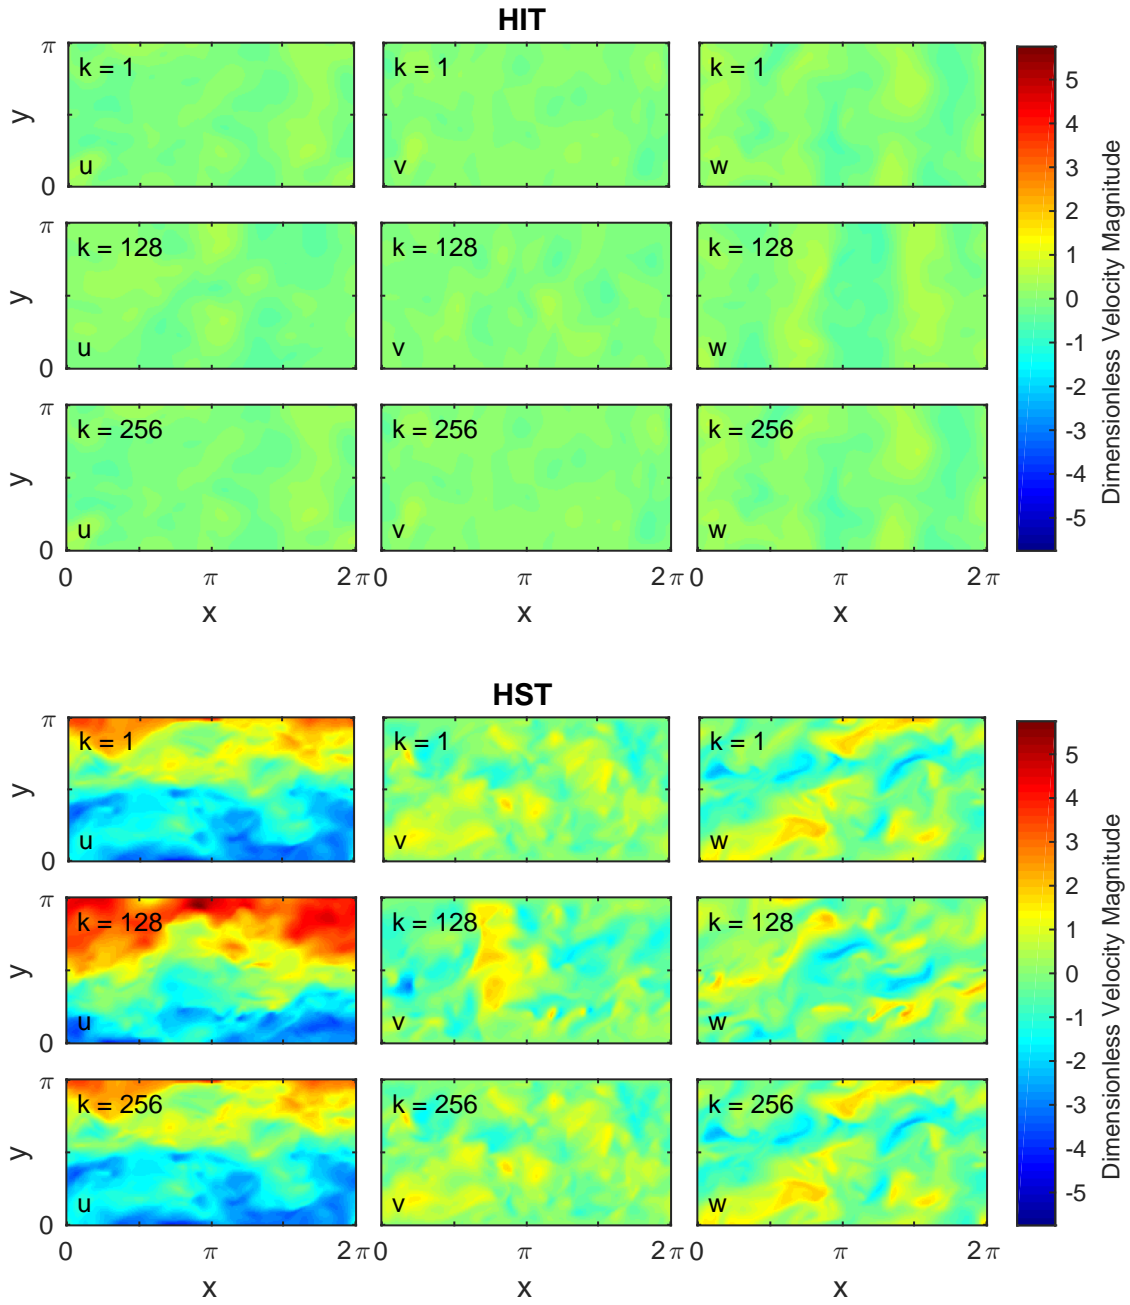 HIT
π
k = 1
k = 1
k = 1
y
u
v
w
0
k = 128
k = 128
k = 128
π
y
u
v
w
0
π
k = 256
k = 256
k = 256
y
u
v
w
0
0 π 2π 0 π 2π 0 π 2π
x x x
5
4
3
2
1
0
-1
-2
-3
-4
-5
Dimensionless Velocity Magnitude
HST
π
k = 1
k = 1
k = 1
y
u
v
w
0
π
k = 128
k = 128
k = 128
y
u
v
w
0
π
k = 256
k = 256
k = 256
y
u
v
w
0
0 π 2π 0 π 2π 0 π 2π
x x x
5
4
3
2
1
0
-1
-2
-3
-4
-5
Dimensionless Velocity Magnitude